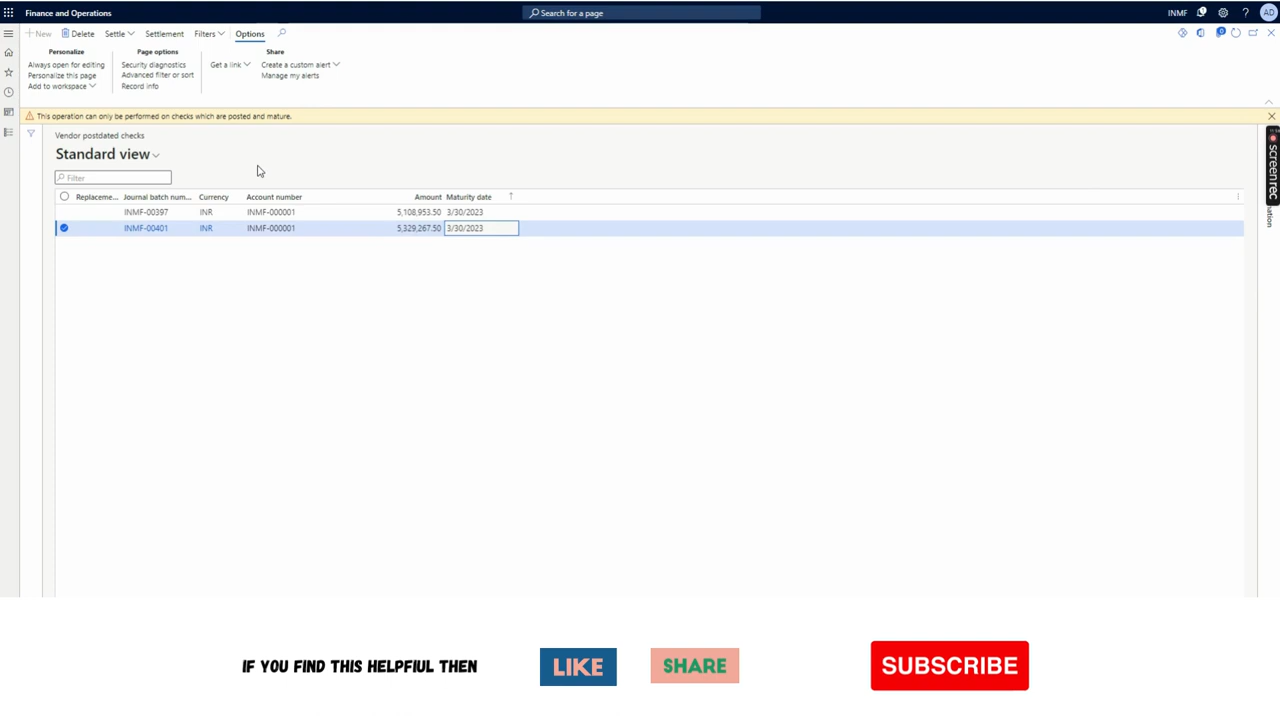 Finance and Operations
Search for a page
INMF
?
AD
New Delete Settle Settlement Filters Options
Personalize
Always open for editing
Personalize this page
Add to workspace
Page options
Security diagnostics
Advanced filter or sort
Record info
Get a link
Share
Create a custom alert
Manage my alerts
This operation can only be performed on checks which are posted and mature.
Vendor postdated checks
Standard view
Filter
Replaceme... Journal batch num... Currency Account number Amount Maturity date
INMF-00397 INR INMF-000001 5,108,953.50 3/30/2023
INMF-00401 INR INMF-000001 5,329,267.50 3/30/2023
screenrec
IF YOU FIND THIS HELPFIUL THEN
LIKE
SHARE
SUBSCRIBE